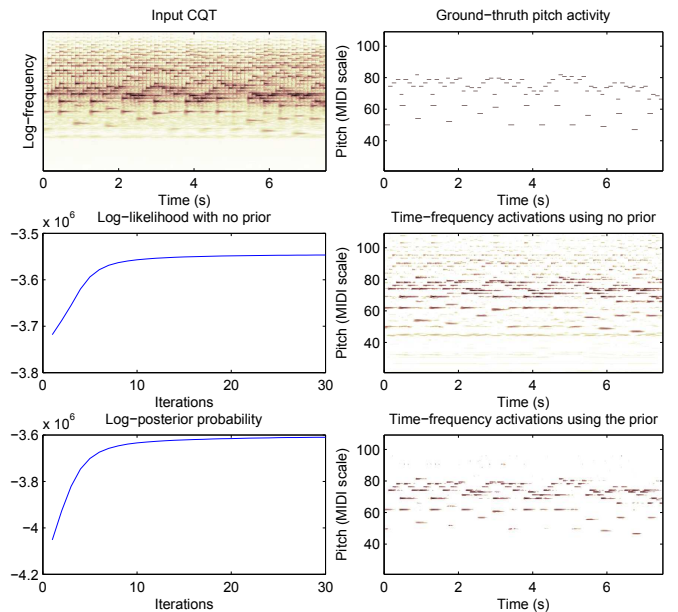 Input CQT
Log−frequency
0 2 4 6
Time (s)
Ground−thruth pitch activity
Pitch (MIDI scale)
100
80
60
40
0 2 4 6
Time (s)
Log−likelihood with no prior
x 10^6
−3.5
−3.6
−3.7
−3.8
0 10 20 30
Iterations
Time−frequency activations using no prior
Pitch (MIDI scale)
100
80
60
40
0 2 4 6
Time (s)
Log−posterior probability
x 10^6
−3.6
−3.8
−4
−4.2
0 10 20 30
Iterations
Time−frequency activations using the prior
Pitch (MIDI scale)
100
80
60
40
0 2 4 6
Time (s)